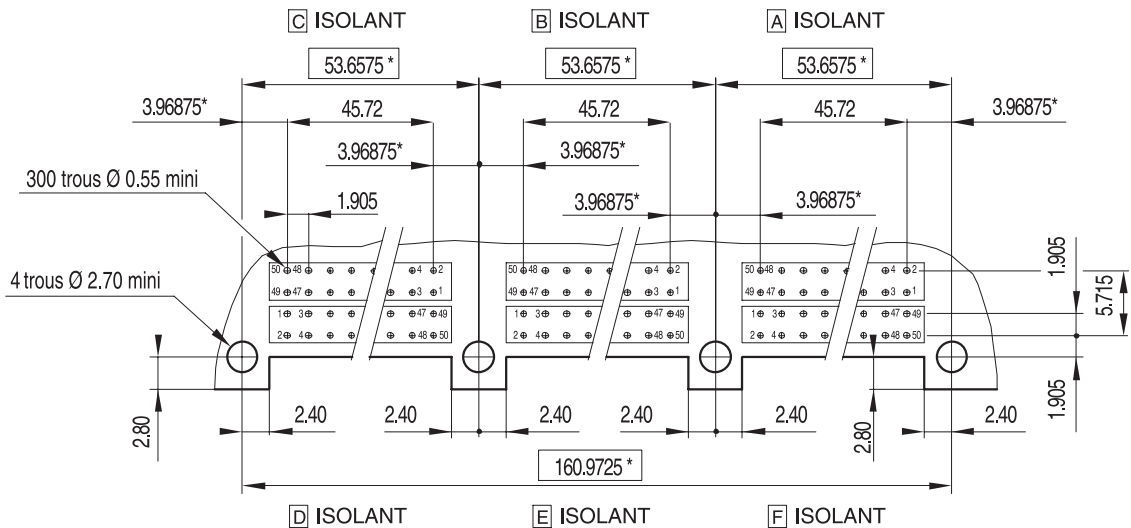 C ISOLANT B ISOLANT A ISOLANT
53.6575 * 53.6575 * 53.6575 *
3.96875* 45.72 45.72 45.72 3.96875*
3.96875* 3.96875*
300 trous Ø 0.55 mini
1.905 3.96875* 3.96875*
50 48 4 2 50 48 4 2 50 48 4 2
1.905
4 trous Ø 2.70 mini
49 47 3 1 49 47 3 1 49 47 3 1
5.715
1 3 47 49 1 3 47 49 1 3 47 49
2 4 48 50 2 4 48 50 2 4 48 50
1.905
2.80 2.40 2.40 2.40 2.40 2.40 2.80 2.40
160.9725 *
D ISOLANT E ISOLANT F ISOLANT